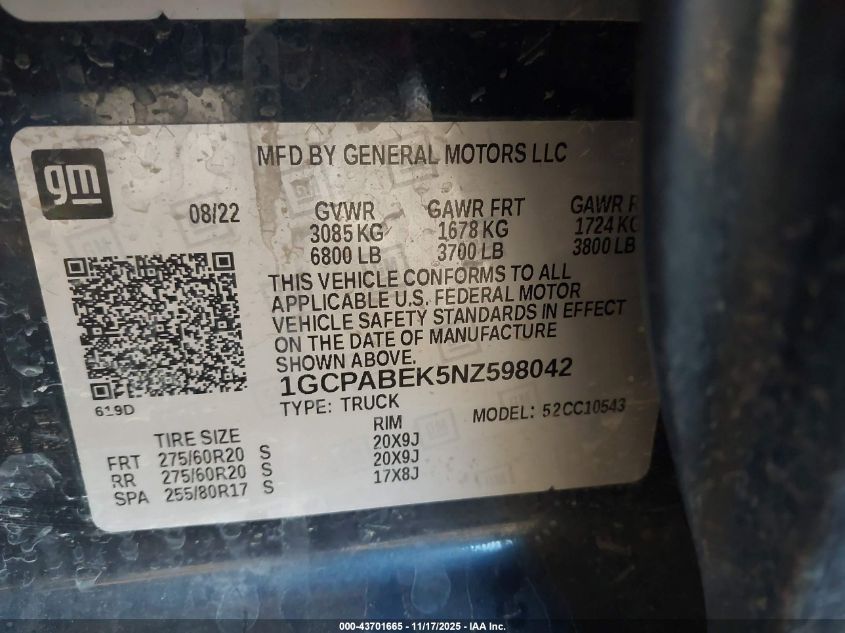 gm
MFD BY GENERAL MOTORS LLC
08/22 GVWR GAWR FRT GAWR
3085 KG 1678 KG 1724 KG
6800 LB 3700 LB 3800 LB
THIS VEHICLE CONFORMS TO ALL
APPLICABLE U.S. FEDERAL MOTOR
VEHICLE SAFETY STANDARDS IN EFFECT
ON THE DATE OF MANUFACTURE
SHOWN ABOVE.
1GCPABEK5NZ598042
619D
TYPE: TRUCK MODEL: 52CC10543
TIRE SIZE RIM
FRT 275/60R20 S 20X9J
RR 275/60R20 S 20X9J
SPA 255/80R17 S 17X8J
000-43701665 - 11/17/2025 - IAA Inc.